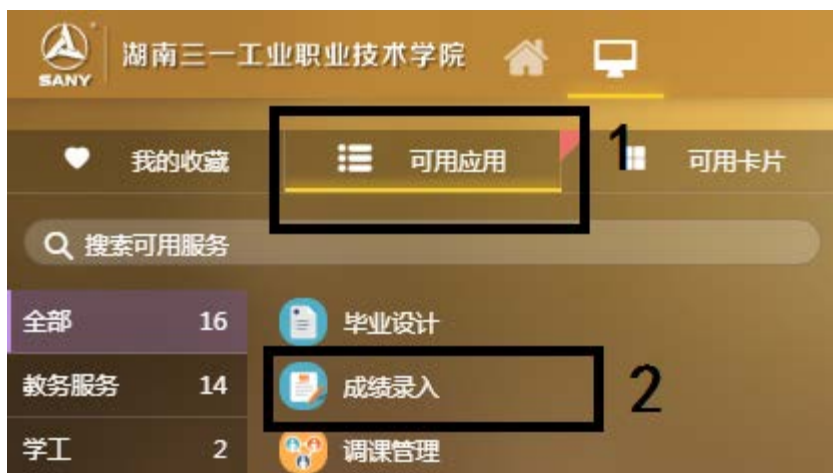 SANY
湖南三一工业职业技术学院
我的收藏
可用应用
1
可用卡片
搜索可用服务
全部 16
毕业设计
教务服务 14
成绩录入
2
学工 2
调课管理